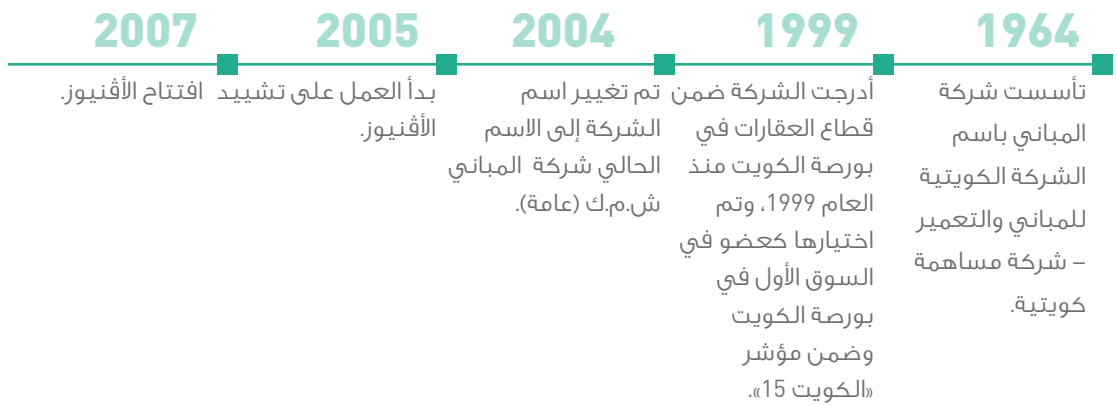 1964
تأسست شركة
المباني باسم
الشركة الكويتية
للمباني والتعمير
– شركة مساهمة
كويتية.
1999
أدرجت الشركة ضمن
قطاع العقارات في
بورصة الكويت منذ
العام 1999، وتم
اختيارها كعضو في
السوق الأول في
بورصة الكويت
وضمن مؤشر
«الكويت 15».
2004
تم تغيير اسم
الشركة إلى الاسم
الحالي شركة المباني
ش.م.ك (عامة).
2005
بدأ العمل على تشييد
الأڤنيوز.
2007
افتتاح الأڤنيوز.